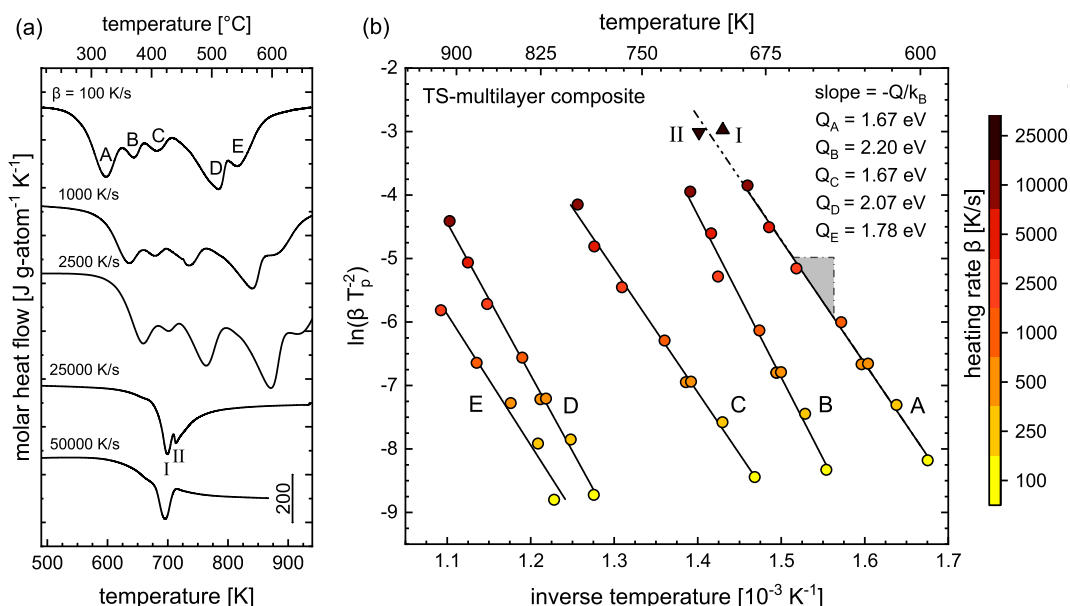 (a)
temperature [°C]
300 400 500 600
β = 100 K/s
A
B
C
D
E
1000 K/s
2500 K/s
25000 K/s
I
II
50000 K/s
200
500 600 700 800 900
temperature [K]
molar heat flow [J g-atom⁻¹ K⁻¹]
(b)
temperature [K]
900 825 750 675 600
TS-multilayer composite
slope = -Q/k_B
Q_A = 1.67 eV
Q_B = 2.20 eV
Q_C = 1.67 eV
Q_D = 2.07 eV
Q_E = 1.78 eV
II
I
E
D
C
B
A
-2
-3
-4
-5
-6
-7
-8
-9
ln(β T_p⁻²)
1.1 1.2 1.3 1.4 1.5 1.6 1.7
inverse temperature [10⁻³ K⁻¹]
heating rate β [K/s]
25000
10000
5000
2500
1000
500
250
100